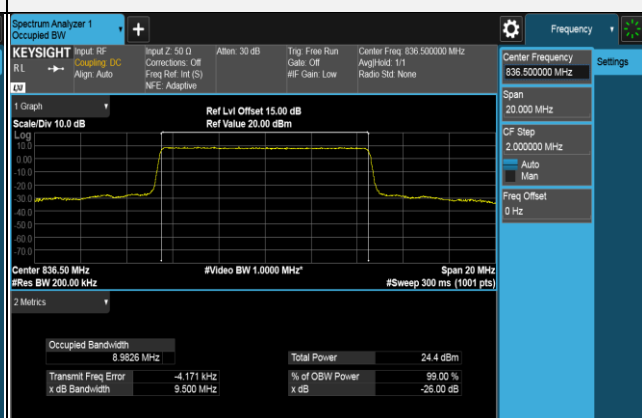 Spectrum Analyzer 1
Occupied BW
+
Frequency
KEYSIGHT
RL
Input: RF
Coupling: DC
Align: Auto
Input Z: 50 Ω
Corrections: Off
Freq Ref: Int (S)
NFE: Adaptive
Atten: 30 dB
Trig: Free Run
Gate: Off
#IF Gain: Low
Center Freq: 836.500000 MHz
Avg|Hold: 1/1
Radio Std: None
LXI
Center Frequency
836.500000 MHz
Settings
Span
20.000 MHz
CF Step
2.000000 MHz
Auto
Man
Freq Offset
0 Hz
1 Graph
Scale/Div 10.0 dB
Ref Lvl Offset 15.00 dB
Ref Value 20.00 dBm
Log
10.0
0.00
-10.0
-20.0
-30.0
-40.0
-50.0
-60.0
-70.0
Center 836.50 MHz
#Res BW 200.00 kHz
#Video BW 1.0000 MHz*
Span 20 MHz
#Sweep 300 ms (1001 pts)
2 Metrics
Occupied Bandwidth
8.9826 MHz
Total Power 24.4 dBm
Transmit Freq Error -4.171 kHz
% of OBW Power 99.00 %
x dB Bandwidth 9.500 MHz
x dB -26.00 dB